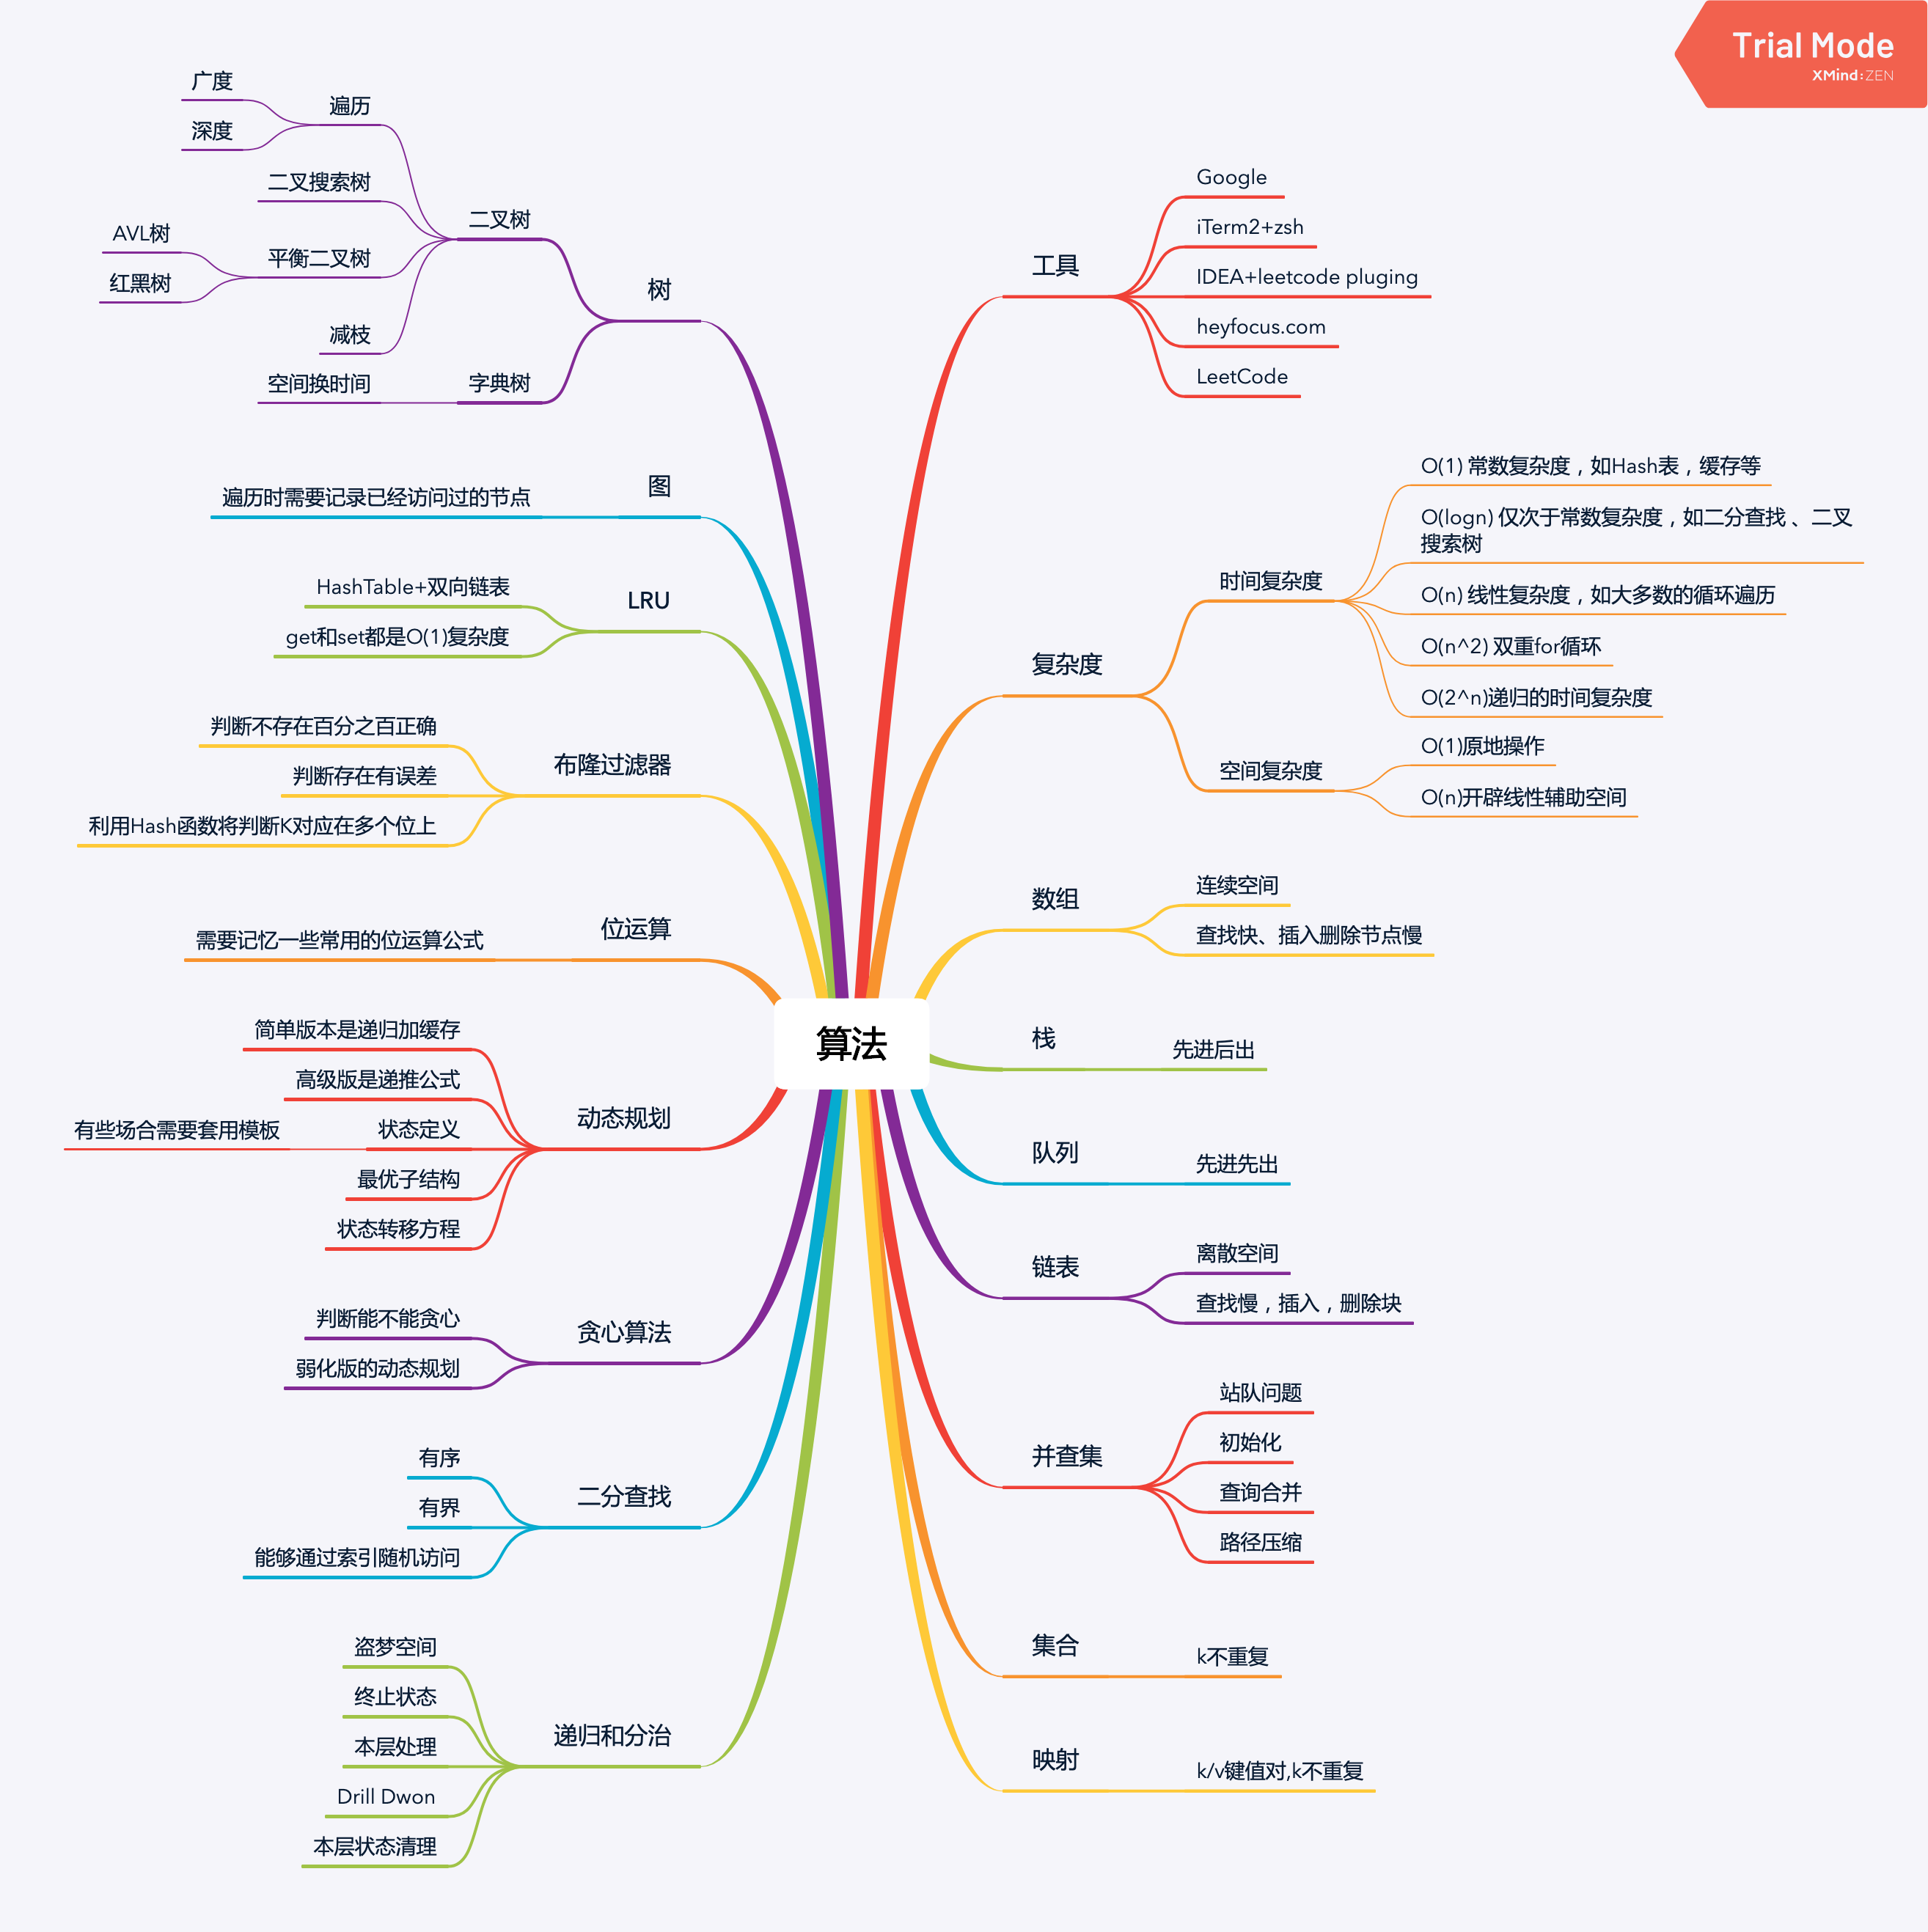 Trial Mode
XMind:ZEN
算法
工具
Google
iTerm2+zsh
IDEA+leetcode pluging
heyfocus.com
LeetCode
复杂度
时间复杂度
O(1) 常数复杂度，如Hash表，缓存等
O(logn) 仅次于常数复杂度，如二分查找 、二叉
搜索树
O(n) 线性复杂度，如大多数的循环遍历
O(n^2) 双重for循环
O(2^n)递归的时间复杂度
空间复杂度
O(1)原地操作
O(n)开辟线性辅助空间
数组
连续空间
查找快、插入删除节点慢
栈
先进后出
队列
先进先出
链表
离散空间
查找慢，插入，删除块
并查集
站队问题
初始化
查询合并
路径压缩
集合
k不重复
映射
k/v键值对,k不重复
树
二叉树
遍历
广度
深度
二叉搜索树
平衡二叉树
AVL树
红黑树
减枝
字典树
空间换时间
图
遍历时需要记录已经访问过的节点
LRU
HashTable+双向链表
get和set都是O(1)复杂度
布隆过滤器
判断不存在百分之百正确
判断存在有误差
利用Hash函数将判断K对应在多个位上
位运算
需要记忆一些常用的位运算公式
动态规划
简单版本是递归加缓存
高级版是递推公式
状态定义
有些场合需要套用模板
最优子结构
状态转移方程
贪心算法
判断能不能贪心
弱化版的动态规划
二分查找
有序
有界
能够通过索引随机访问
递归和分治
盗梦空间
终止状态
本层处理
Drill Dwon
本层状态清理